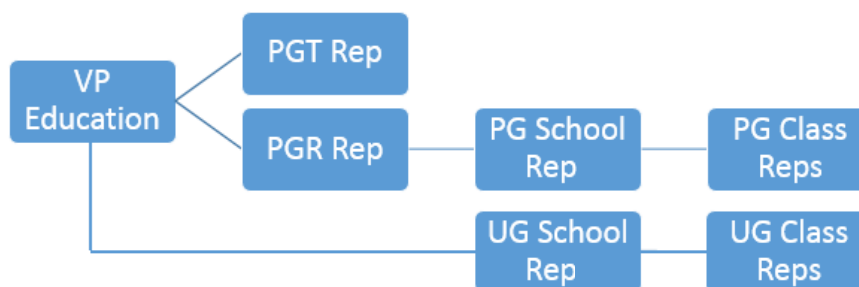 VP
Education
PGT Rep
PGR Rep
PG School
Rep
PG Class
Reps
UG School
Rep
UG Class
Reps